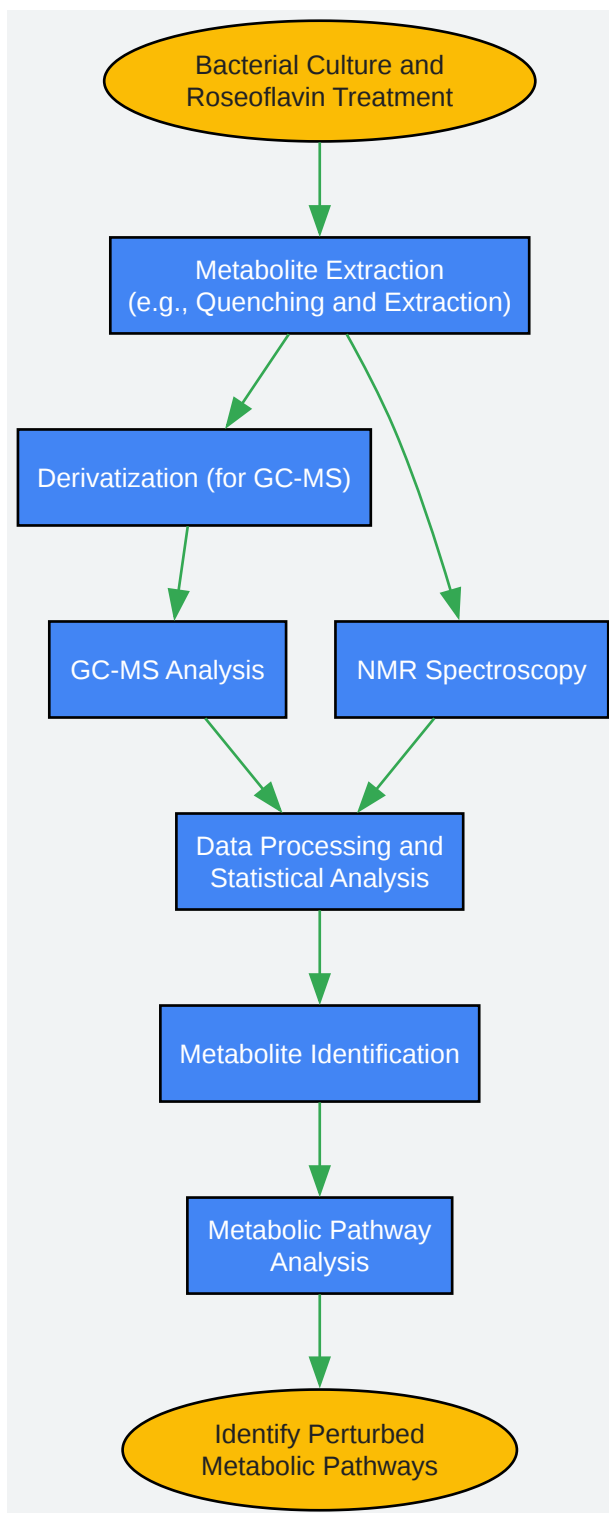 Bacterial Culture and
Roseoflavin Treatment
Metabolite Extraction
(e.g., Quenching and Extraction)
Derivatization (for GC-MS)
GC-MS Analysis
NMR Spectroscopy
Data Processing and
Statistical Analysis
Metabolite Identification
Metabolic Pathway
Analysis
Identify Perturbed
Metabolic Pathways